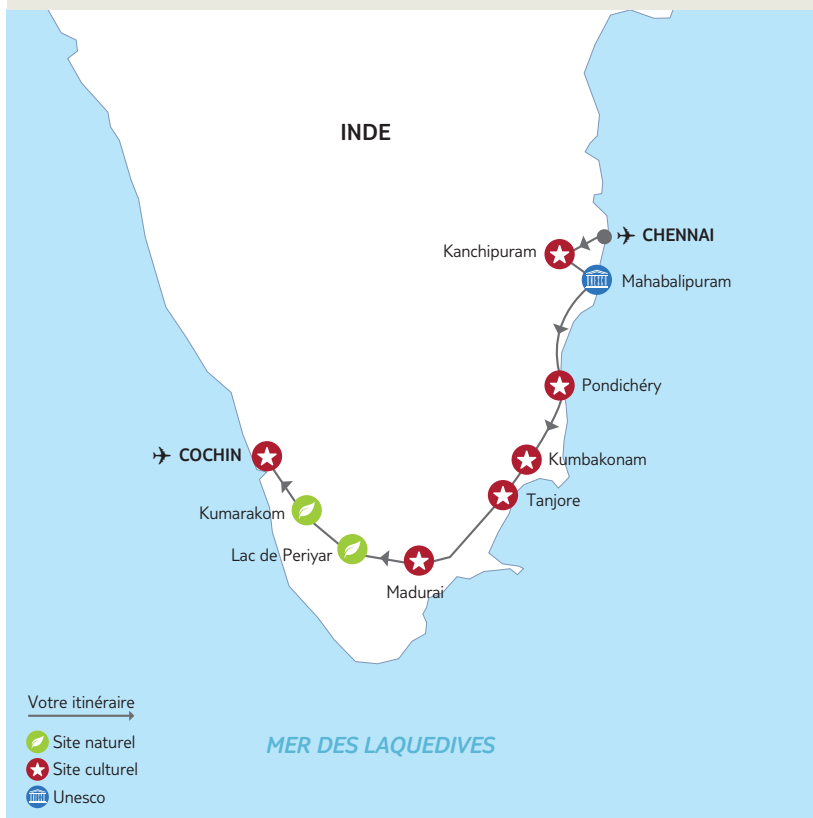 INDE
CHENNAI
Kanchipuram
Mahabalipuram
Pondichéry
COCHIN
Kumbakonam
Tanjore
Kumarakom
Lac de Periyar
Madurai
Votre itinéraire
Site naturel
MER DES LAQUEDIVES
Site culturel
Unesco